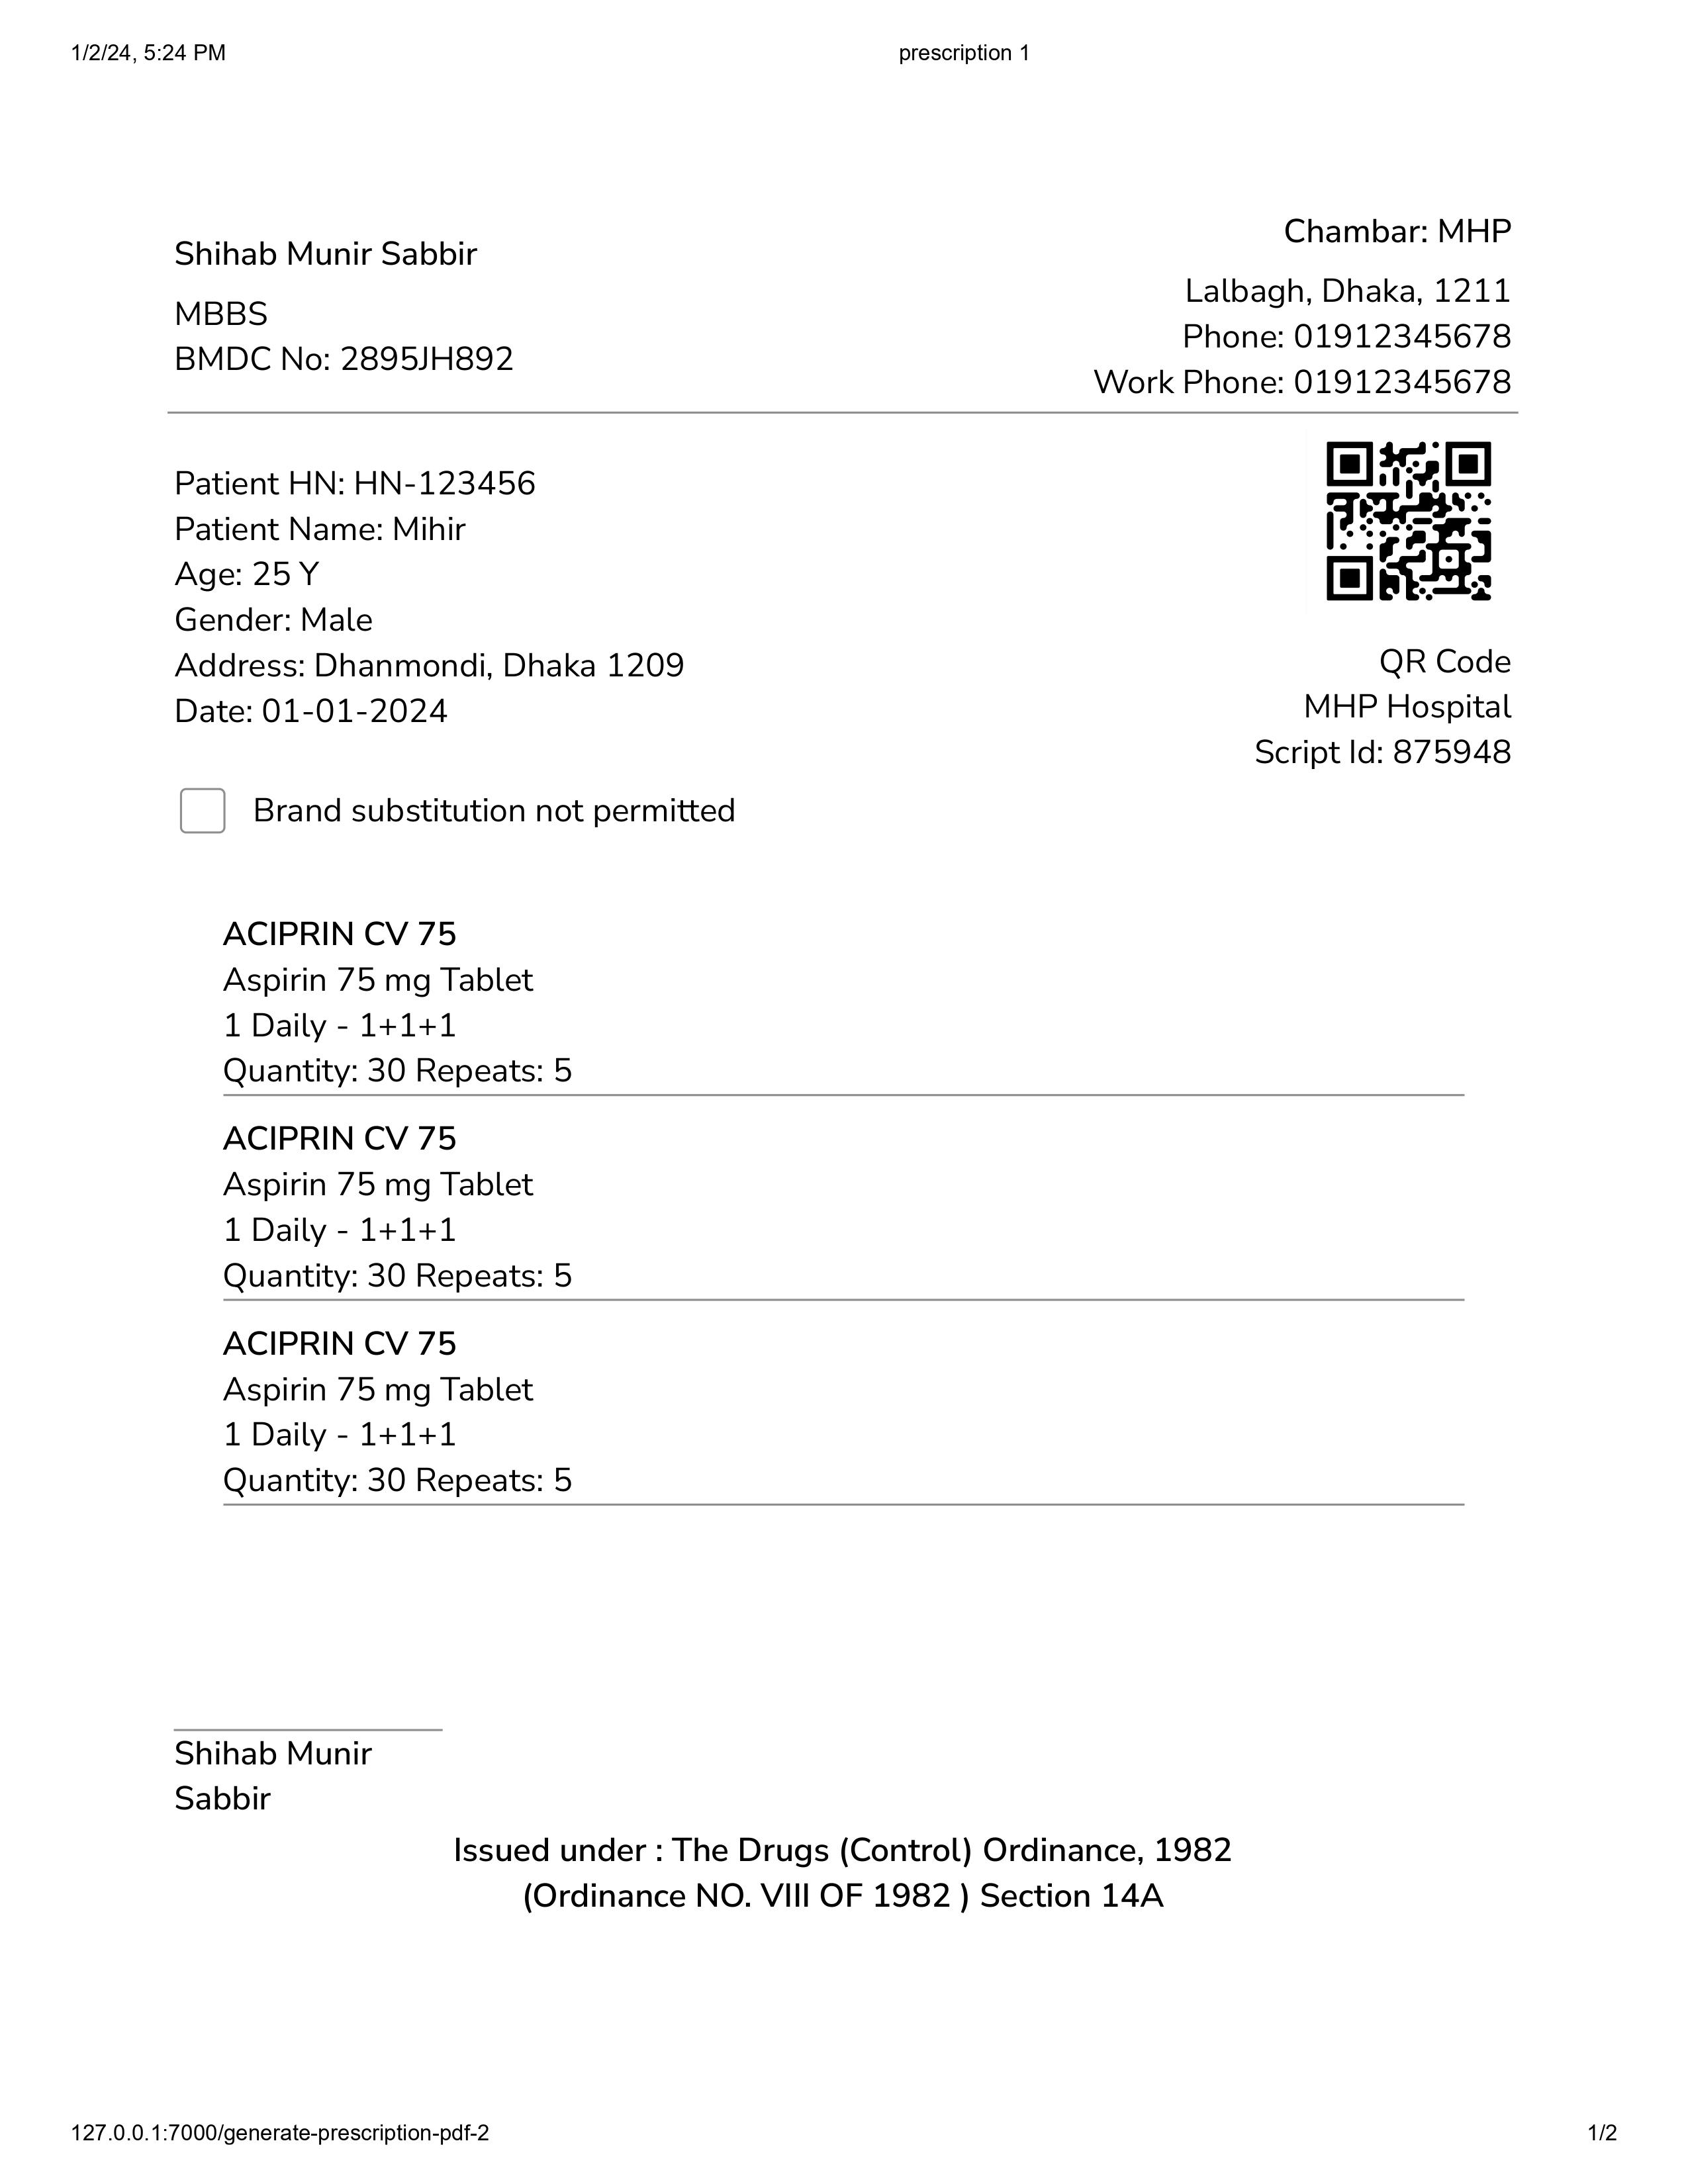 1/2/24, 5:24 PM
prescription 1
Shihab Munir Sabbir
MBBS
BMDC No: 2895JH892
Chambar: MHP
Lalbagh, Dhaka, 1211
Phone: 01912345678
Work Phone: 01912345678
Patient HN: HN-123456
Patient Name: Mihir
Age: 25 Y
Gender: Male
Address: Dhanmondi, Dhaka 1209
Date: 01-01-2024
QR Code
MHP Hospital
Script Id: 875948
Brand substitution not permitted
ACIPRIN CV 75
Aspirin 75 mg Tablet
1 Daily - 1+1+1
Quantity: 30 Repeats: 5
ACIPRIN CV 75
Aspirin 75 mg Tablet
1 Daily - 1+1+1
Quantity: 30 Repeats: 5
ACIPRIN CV 75
Aspirin 75 mg Tablet
1 Daily - 1+1+1
Quantity: 30 Repeats: 5
Shihab Munir
Sabbir
Issued under : The Drugs (Control) Ordinance, 1982
(Ordinance NO. VIII OF 1982 ) Section 14A
127.0.0.1:7000/generate-prescription-pdf-2
1/2